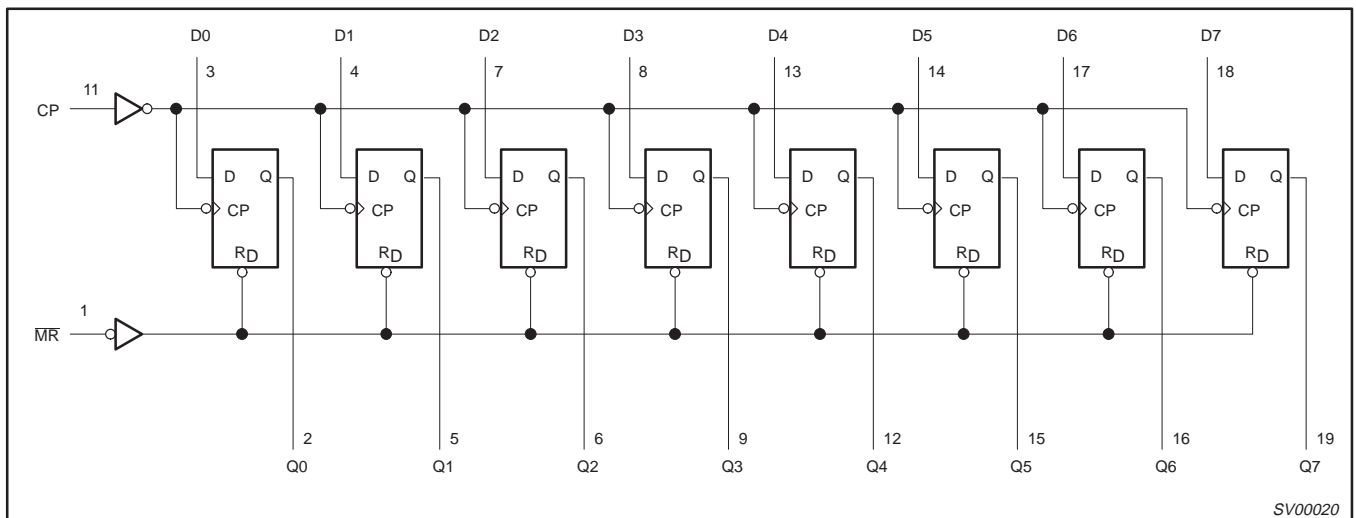 D0 D1 D2 D3 D4 D5 D6 D7
3 4 7 8 13 14 17 18
11
CP
D Q D Q D Q D Q D Q D Q D Q D Q
CP CP CP CP CP CP CP CP
RD RD RD RD RD RD RD RD
1
MR
2 5 6 9 12 15 16 19
Q0 Q1 Q2 Q3 Q4 Q5 Q6 Q7
SV00020